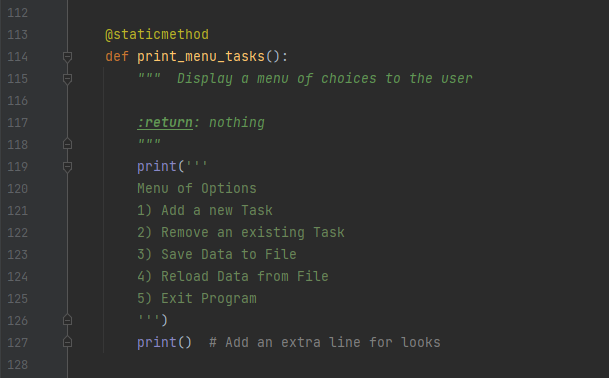 112
113 @staticmethod
114 def print_menu_tasks():
115 """  Display a menu of choices to the user
116
117 :return: nothing
118 """
119 print('''
120 Menu of Options
121 1) Add a new Task
122 2) Remove an existing Task
123 3) Save Data to File
124 4) Reload Data from File
125 5) Exit Program
126 ''')
127 print()  # Add an extra line for looks
128